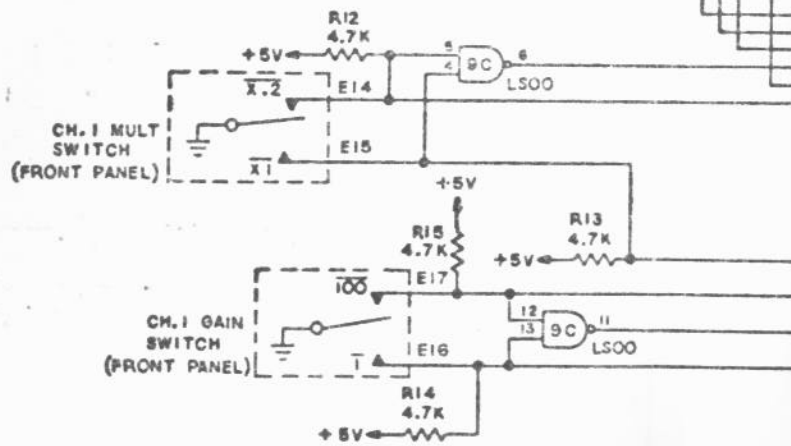 R12
4.7K
+5V
X.2
E14
5
4
9C
6
LS00
CH.1 MULT
SWITCH
(FRONT PANEL)
X1
E15
+5V
R15
4.7K
R13
4.7K
+5V
100
E17
12
13
9C
11
LS00
CH.1 GAIN
SWITCH
(FRONT PANEL)
1
E16
R14
4.7K
+5V